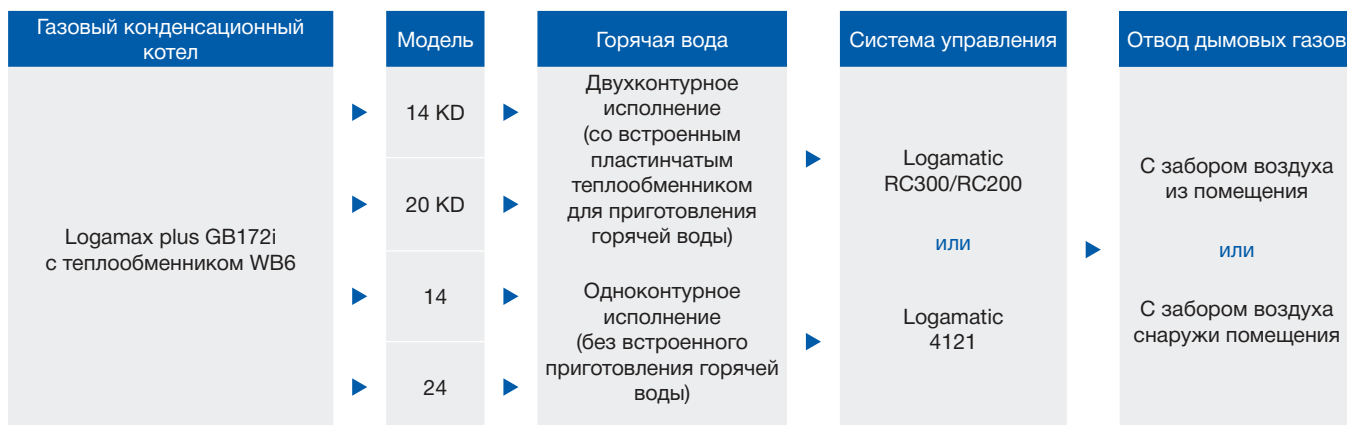 Газовый конденсационный
котел
Модель
Горячая вода
Система управления
Отвод дымовых газов
Logamax plus GB172i
с теплообменником WB6
14 KD
20 KD
14
24
Двухконтурное
исполнение
(со встроенным
пластинчатым
теплообменником
для приготовления
горячей воды)
Одноконтурное
исполнение
(без встроенного
приготовления горячей
воды)
Logamatic
RC300/RC200
или
Logamatic
4121
С забором воздуха
из помещения
или
С забором воздуха
снаружи помещения